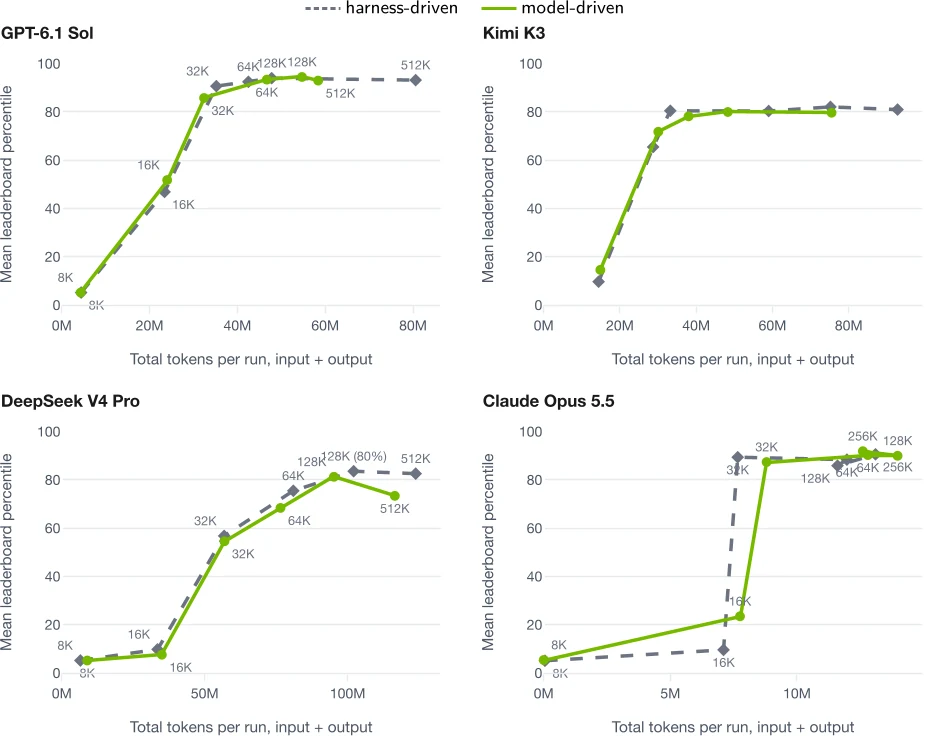 harness-driven model-driven
GPT-6.1 Sol
Mean leaderboard percentile
100
80
60
40
20
0
0M 20M 40M 60M 80M
Total tokens per run, input + output
8K
8K
16K
16K
32K
32K
64K
64K
128K
128K
512K
512K
Kimi K3
Mean leaderboard percentile
100
80
60
40
20
0
0M 20M 40M 60M 80M
Total tokens per run, input + output
DeepSeek V4 Pro
Mean leaderboard percentile
100
80
60
40
20
0
0M 50M 100M
Total tokens per run, input + output
8K
8K
16K
16K
32K
32K
64K
64K
128K
128K (80%)
512K
512K
Claude Opus 5.5
Mean leaderboard percentile
100
80
60
40
20
0
0M 5M 10M
Total tokens per run, input + output
8K
8K
16K
16K
32K
32K
64K
64K
128K
128K
256K
256K